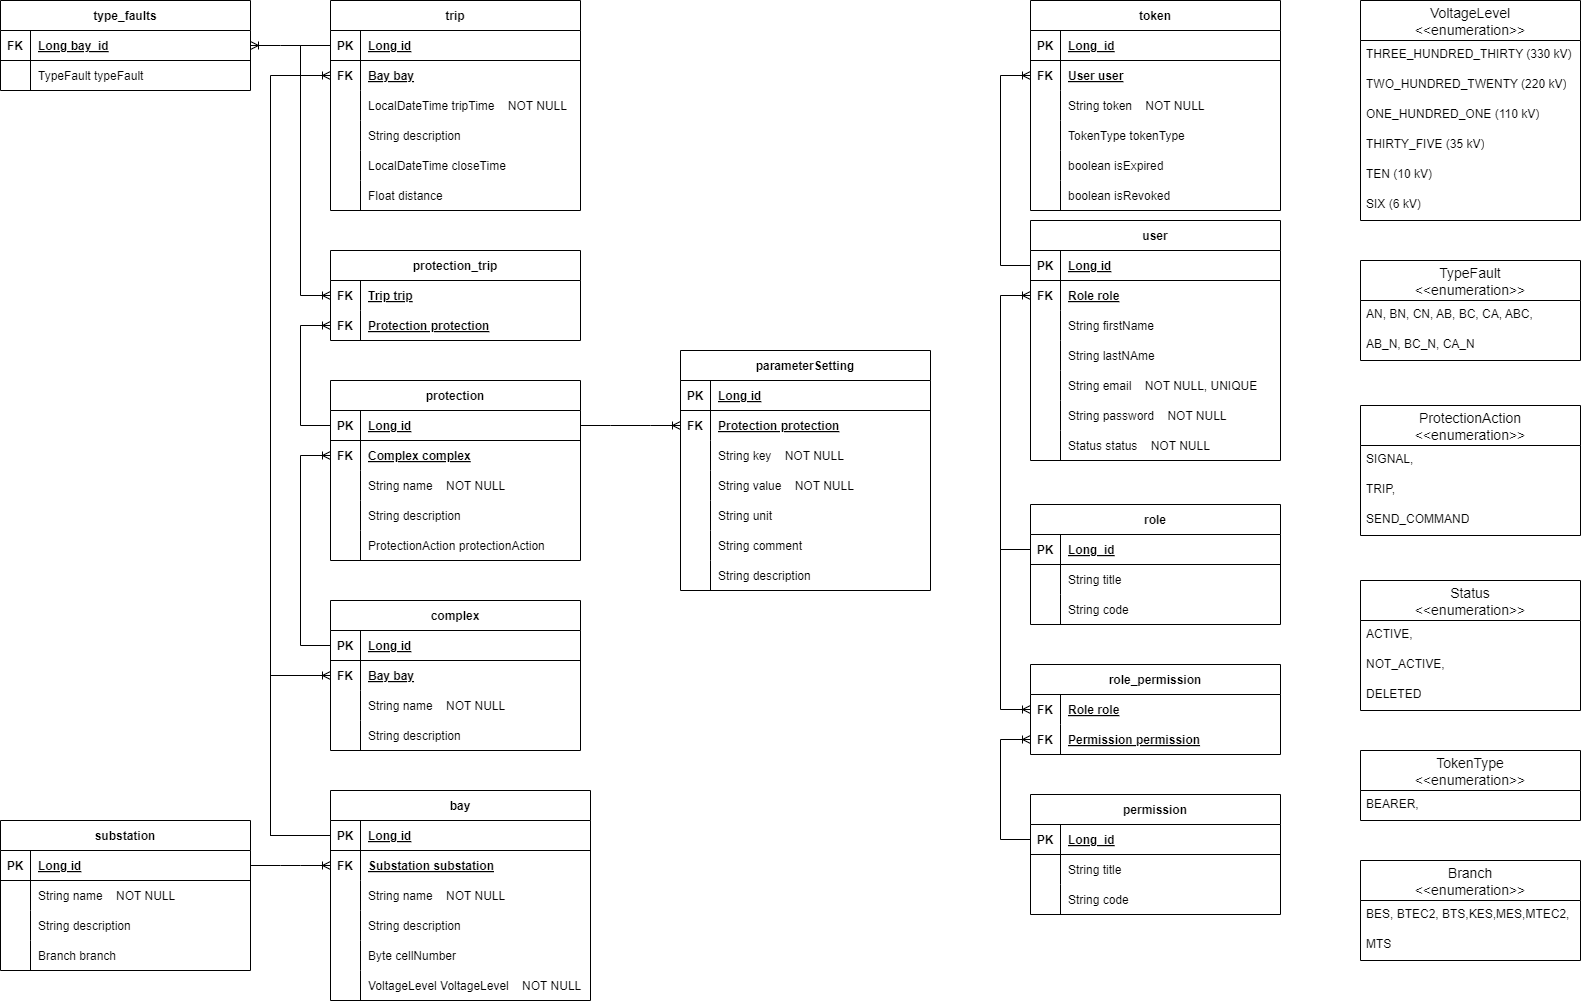 type_faults
FK Long bay_id
TypeFault typeFault
trip
PK Long id
FK Bay bay
LocalDateTime tripTime NOT NULL
String description
LocalDateTime closeTime
Float distance
protection_trip
FK Trip trip
FK Protection protection
protection
PK Long id
FK Complex complex
String name NOT NULL
String description
ProtectionAction protectionAction
complex
PK Long id
FK Bay bay
String name NOT NULL
String description
substation
PK Long id
String name NOT NULL
String description
Branch branch
bay
PK Long id
FK Substation substation
String name NOT NULL
String description
Byte cellNumber
VoltageLevel VoltageLevel NOT NULL
parameterSetting
PK Long id
FK Protection protection
String key NOT NULL
String value NOT NULL
String unit
String comment
String description
token
PK Long_id
FK User user
String token NOT NULL
TokenType tokenType
boolean isExpired
boolean isRevoked
user
PK Long id
FK Role role
String firstName
String lastNAme
String email NOT NULL, UNIQUE
String password NOT NULL
Status status NOT NULL
role
PK Long_id
String title
String code
role_permission
FK Role role
FK Permission permission
permission
PK Long_id
String title
String code
VoltageLevel
<<enumeration>>
THREE_HUNDRED_THIRTY (330 kV)
TWO_HUNDRED_TWENTY (220 kV)
ONE_HUNDRED_ONE (110 kV)
THIRTY_FIVE (35 kV)
TEN (10 kV)
SIX (6 kV)
TypeFault
<<enumeration>>
AN, BN, CN, AB, BC, CA, ABC,
AB_N, BC_N, CA_N
ProtectionAction
<<enumeration>>
SIGNAL,
TRIP,
SEND_COMMAND
Status
<<enumeration>>
ACTIVE,
NOT_ACTIVE,
DELETED
TokenType
<<enumeration>>
BEARER,
Branch
<<enumeration>>
BES, BTEC2, BTS,KES,MES,MTEC2,
MTS